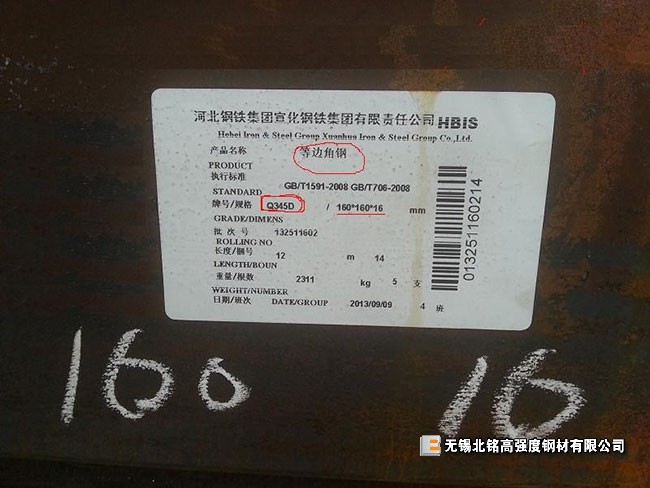 河北钢铁集团宣化钢铁集团有限责任公司 HBIS
Hebei Iron & Steel Group Xuanhua Iron & Steel Group Co.,Ltd.
产品名称 等边角钢
PRODUCT
执行标准 GB/T1591-2008 GB/T706-2008
STANDARD
牌号/规格 Q345D / 160*160*16 mm
GRADE/DIMENS
批 次 号 132511602
ROLLING NO
长度/捆号 12 m 14
LENGTH/BOUN
重量/根数 2311 kg 5 支
WEIGHT/NUMBER
日期/班次 DATE/GROUP 2013/09/09 4 班
013251160214
160 16
无锡北铭高强度钢材有限公司